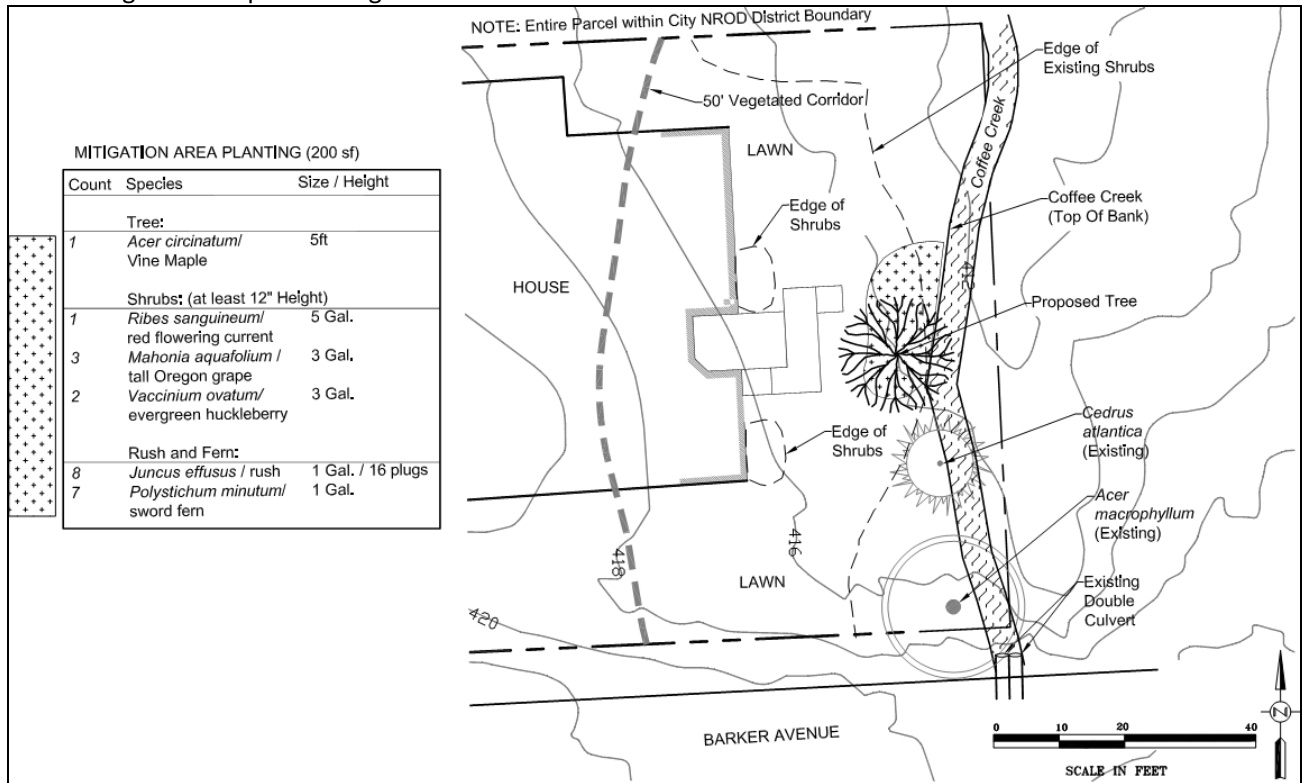 NOTE: Entire Parcel within City NROD District Boundary
MITIGATION AREA PLANTING (200 sf)
Count Species Size / Height
Tree:
1 Acer circinatum/ 5ft
Vine Maple
Shrubs: (at least 12" Height)
1 Ribes sanguineum/ 5 Gal.
red flowering current
3 Mahonia aquafolium / 3 Gal.
tall Oregon grape
2 Vaccinium ovatum/ 3 Gal.
evergreen huckleberry
Rush and Fern:
8 Juncus effusus / rush 1 Gal. / 16 plugs
7 Polystichum minutum/ 1 Gal.
sword fern
Edge of
Existing Shrubs
50' Vegetated Corridor
LAWN
Coffee Creek
Coffee Creek
(Top Of Bank)
Edge of
Shrubs
HOUSE
Proposed Tree
Cedrus
atlantica
(Existing)
Edge of
Shrubs
Acer
macrophyllum
(Existing)
416
418
LAWN
Existing
Double
Culvert
420
BARKER AVENUE
Z
0 10 20 40
SCALE IN FEET